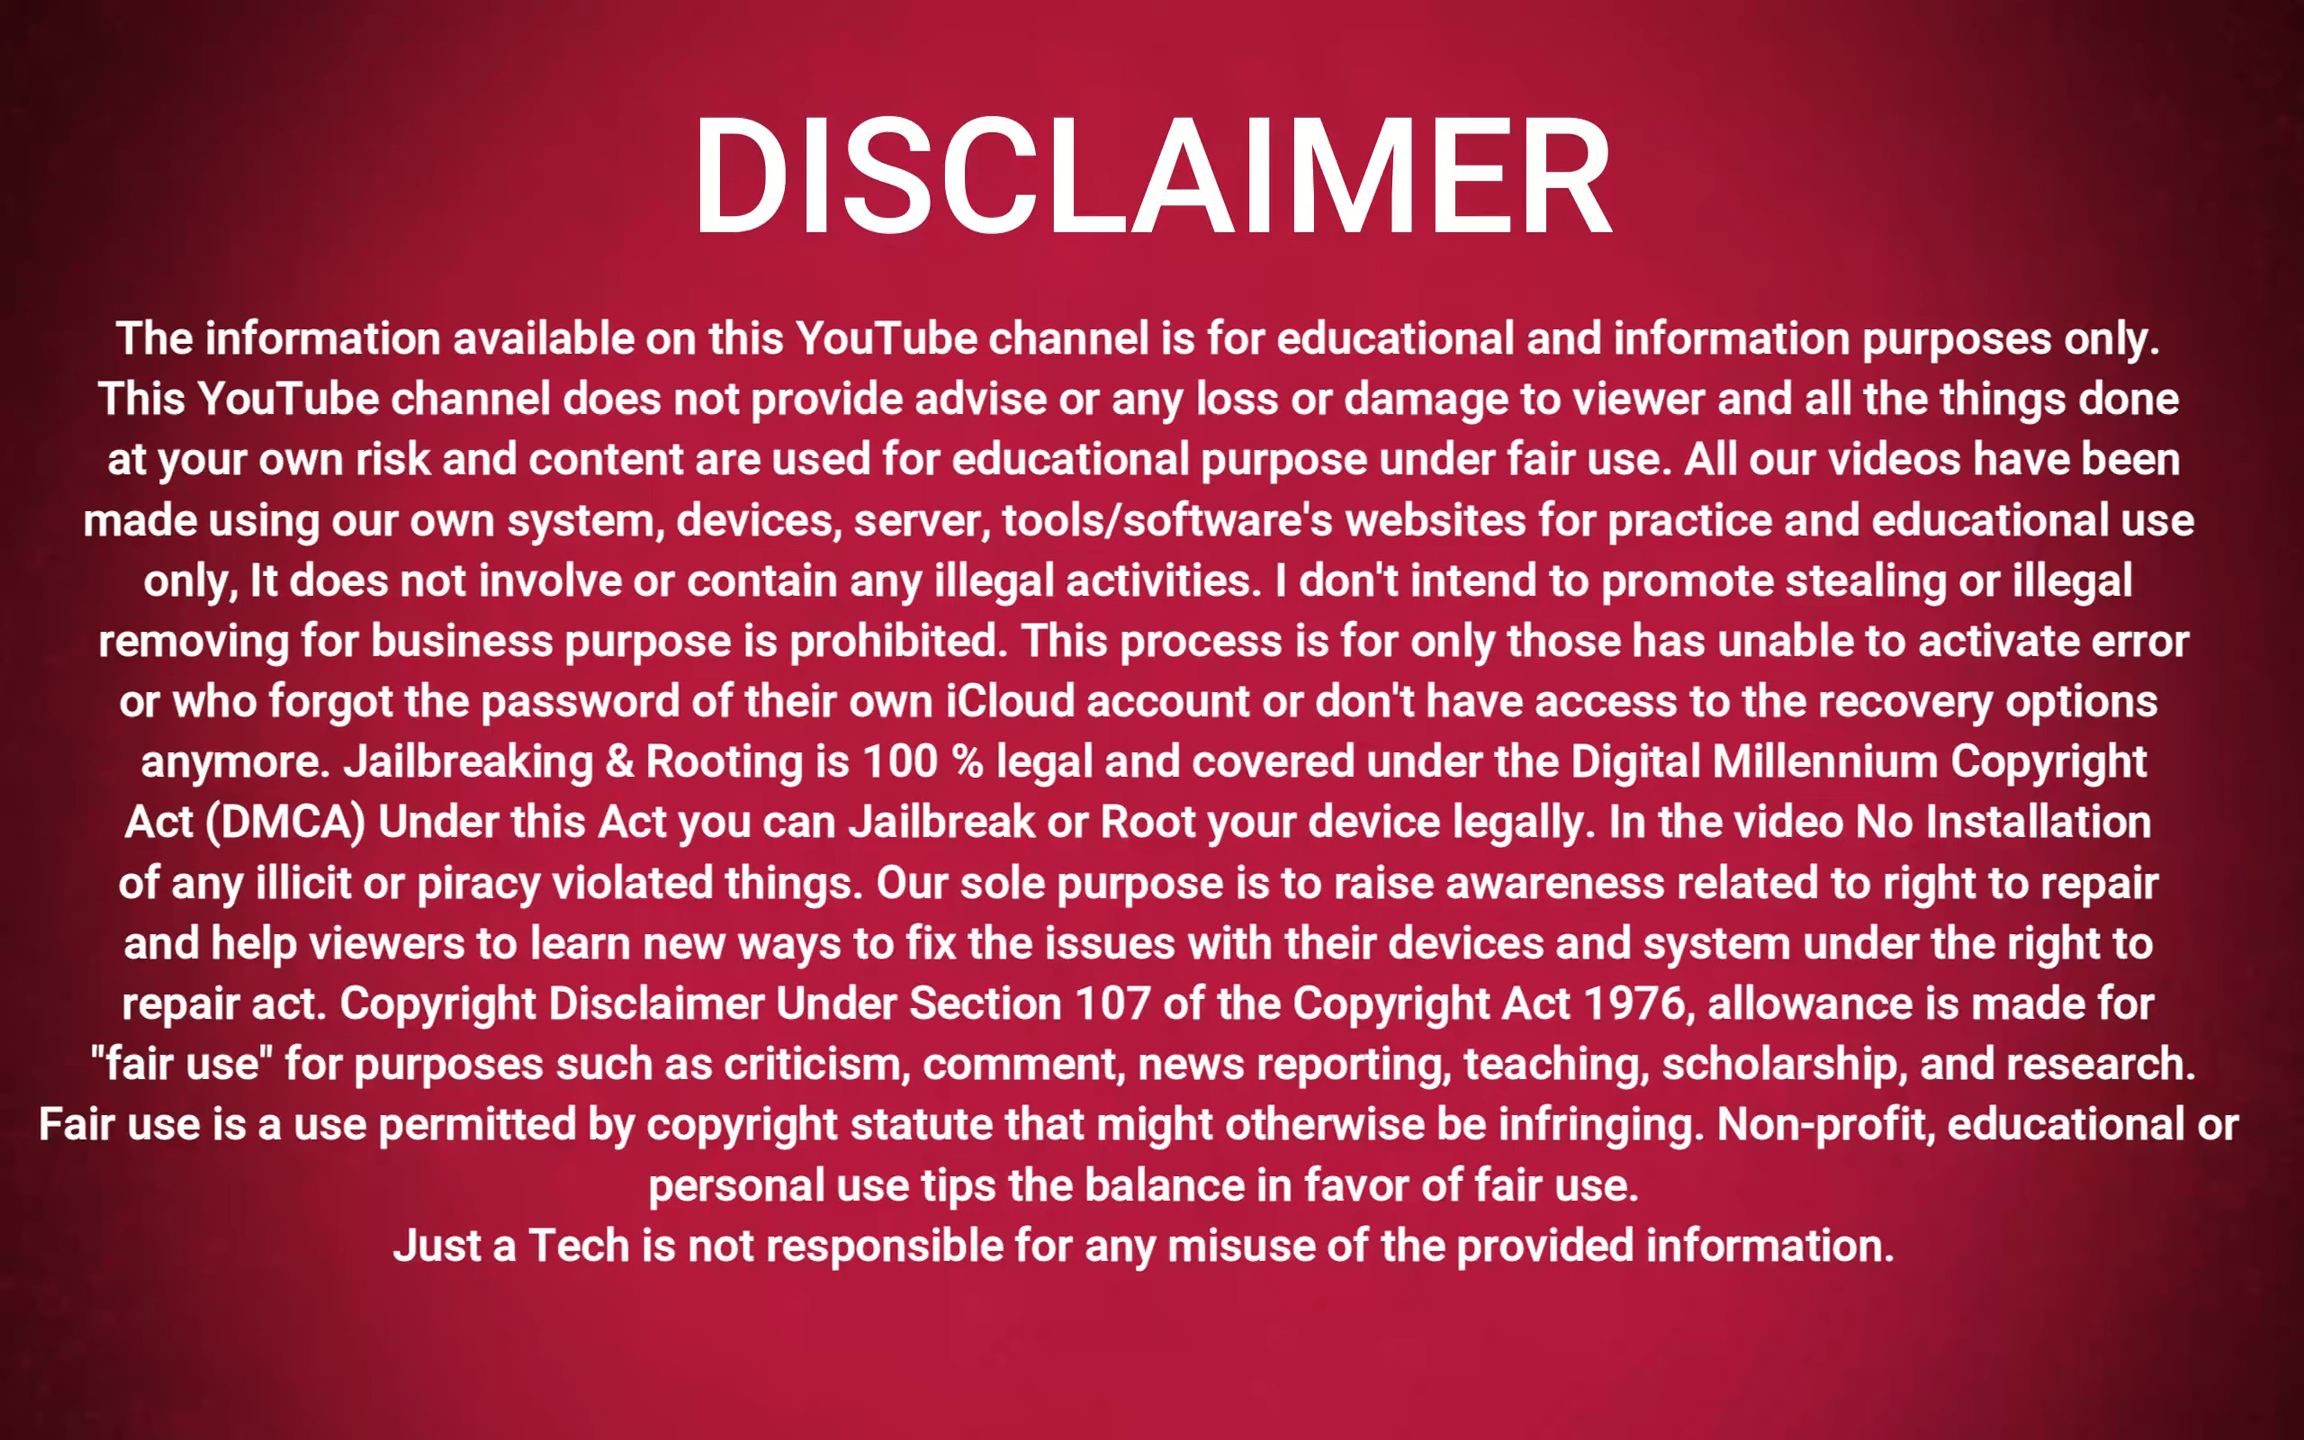 DISCLAIMER
The information available on this YouTube channel is for educational and information purposes only.
This YouTube channel does not provide advise or any loss or damage to viewer and all the things done
at your own risk and content are used for educational purpose under fair use. All our videos have been
made using our own system, devices, server, tools/software's websites for practice and educational use
only, It does not involve or contain any illegal activities. I don't intend to promote stealing or illegal
removing for business purpose is prohibited. This process is for only those has unable to activate error
or who forgot the password of their own iCloud account or don't have access to the recovery options
anymore. Jailbreaking & Rooting is 100 % legal and covered under the Digital Millennium Copyright
Act (DMCA) Under this Act you can Jailbreak or Root your device legally. In the video No Installation
of any illicit or piracy violated things. Our sole purpose is to raise awareness related to right to repair
and help viewers to learn new ways to fix the issues with their devices and system under the right to
repair act. Copyright Disclaimer Under Section 107 of the Copyright Act 1976, allowance is made for
"fair use" for purposes such as criticism, comment, news reporting, teaching, scholarship, and research.
Fair use is a use permitted by copyright statute that might otherwise be infringing. Non-profit, educational or
personal use tips the balance in favor of fair use.
Just a Tech is not responsible for any misuse of the provided information.